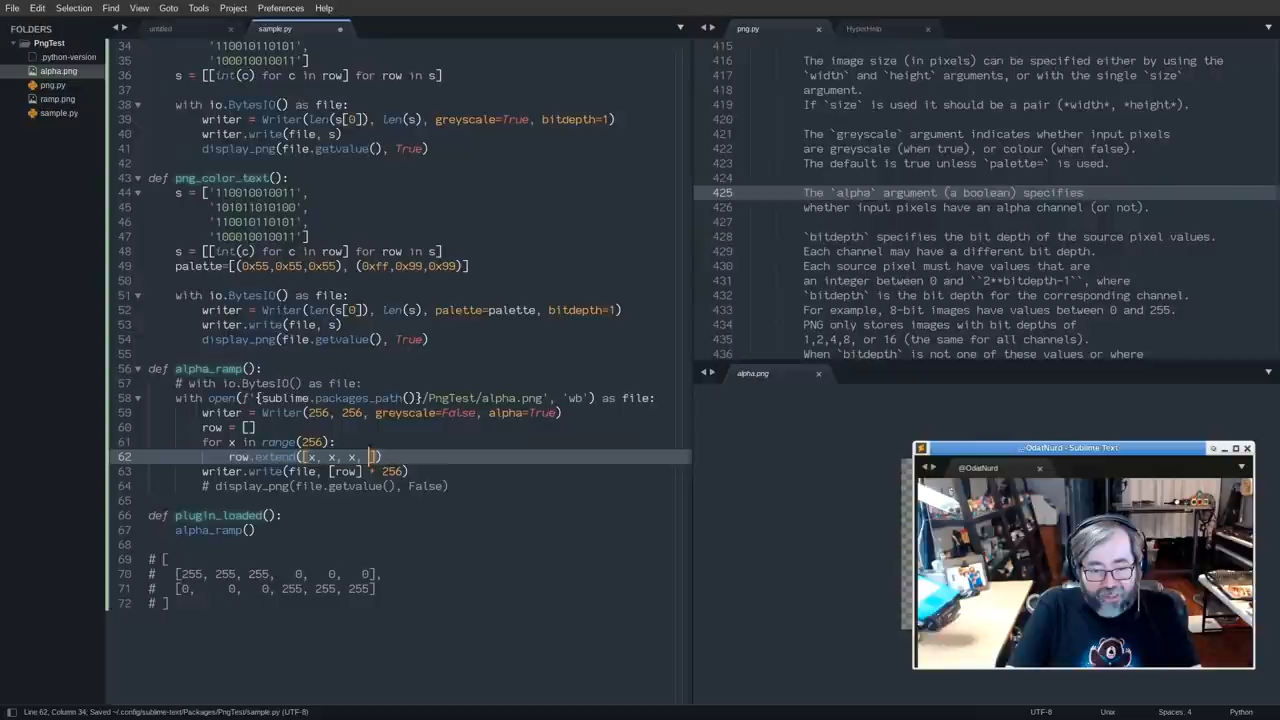 File Edit Selection Find View Goto Tools Project Preferences Help
FOLDERS
PngTest
.python-version
alpha.png
png.py
ramp.png
sample.py
untitled
sample.py
34 '110010110101',
35 '100010010011']
36 s = [[int(c) for c in row] for row in s]
37
38 with io.BytesIO() as file:
39 writer = Writer(len(s[0]), len(s), greyscale=True, bitdepth=1)
40 writer.write(file, s)
41 display_png(file.getvalue(), True)
42
43 def png_color_text():
44 s = ['110010010011',
45 '101011010100',
46 '110010110101',
47 '100010010011']
48 s = [[int(c) for c in row] for row in s]
49 palette=[(0x55,0x55,0x55), (0xff,0x99,0x99)]
50
51 with io.BytesIO() as file:
52 writer = Writer(len(s[0]), len(s), palette=palette, bitdepth=1)
53 writer.write(file, s)
54 display_png(file.getvalue(), True)
55
56 def alpha_ramp():
57 # with io.BytesIO() as file:
58 with open(f'{sublime.packages_path()}/PngTest/alpha.png', 'wb') as file:
59 writer = Writer(256, 256, greyscale=False, alpha=True)
60 row = []
61 for x in range(256):
62 row.extend([x, x, x, ])
63 writer.write(file, [row] * 256)
64 # display_png(file.getvalue(), False)
65
66 def plugin_loaded():
67 alpha_ramp()
68
69 # [
70 # [255, 255, 255, 0, 0, 0],
71 # [0, 0, 0, 255, 255, 255]
72 # ]
png.py
HyperHelp
415
416 The image size (in pixels) can be specified either by using the
417 `width` and `height` arguments, or with the single `size`
418 argument.
419 If `size` is used it should be a pair (*width*, *height*).
420
421 The `greyscale` argument indicates whether input pixels
422 are greyscale (when true), or colour (when false).
423 The default is true unless `palette=` is used.
424
425 The `alpha` argument (a boolean) specifies
426 whether input pixels have an alpha channel (or not).
427
428 `bitdepth` specifies the bit depth of the source pixel values.
429 Each channel may have a different bit depth.
430 Each source pixel must have values that are
431 an integer between 0 and ``2**bitdepth-1``, where
432 `bitdepth` is the bit depth for the corresponding channel.
433 For example, 8-bit images have values between 0 and 255.
434 PNG only stores images with bit depths of
435 1,2,4,8, or 16 (the same for all channels).
436 When `bitdepth` is not one of these values or where
alpha.png
@OdatNurd - Sublime Text
@OdatNurd
Line 62, Column 34; Saved ~/.config/sublime-text/Packages/PngTest/sample.py (UTF-8)
UTF-8
Unix
Spaces, 4
Python